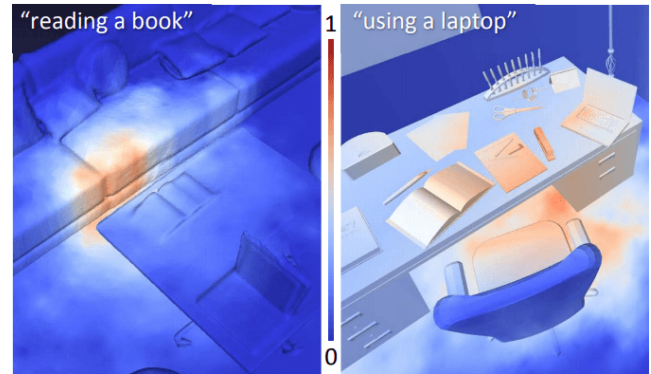 “reading a book”
1
0
“using a laptop”